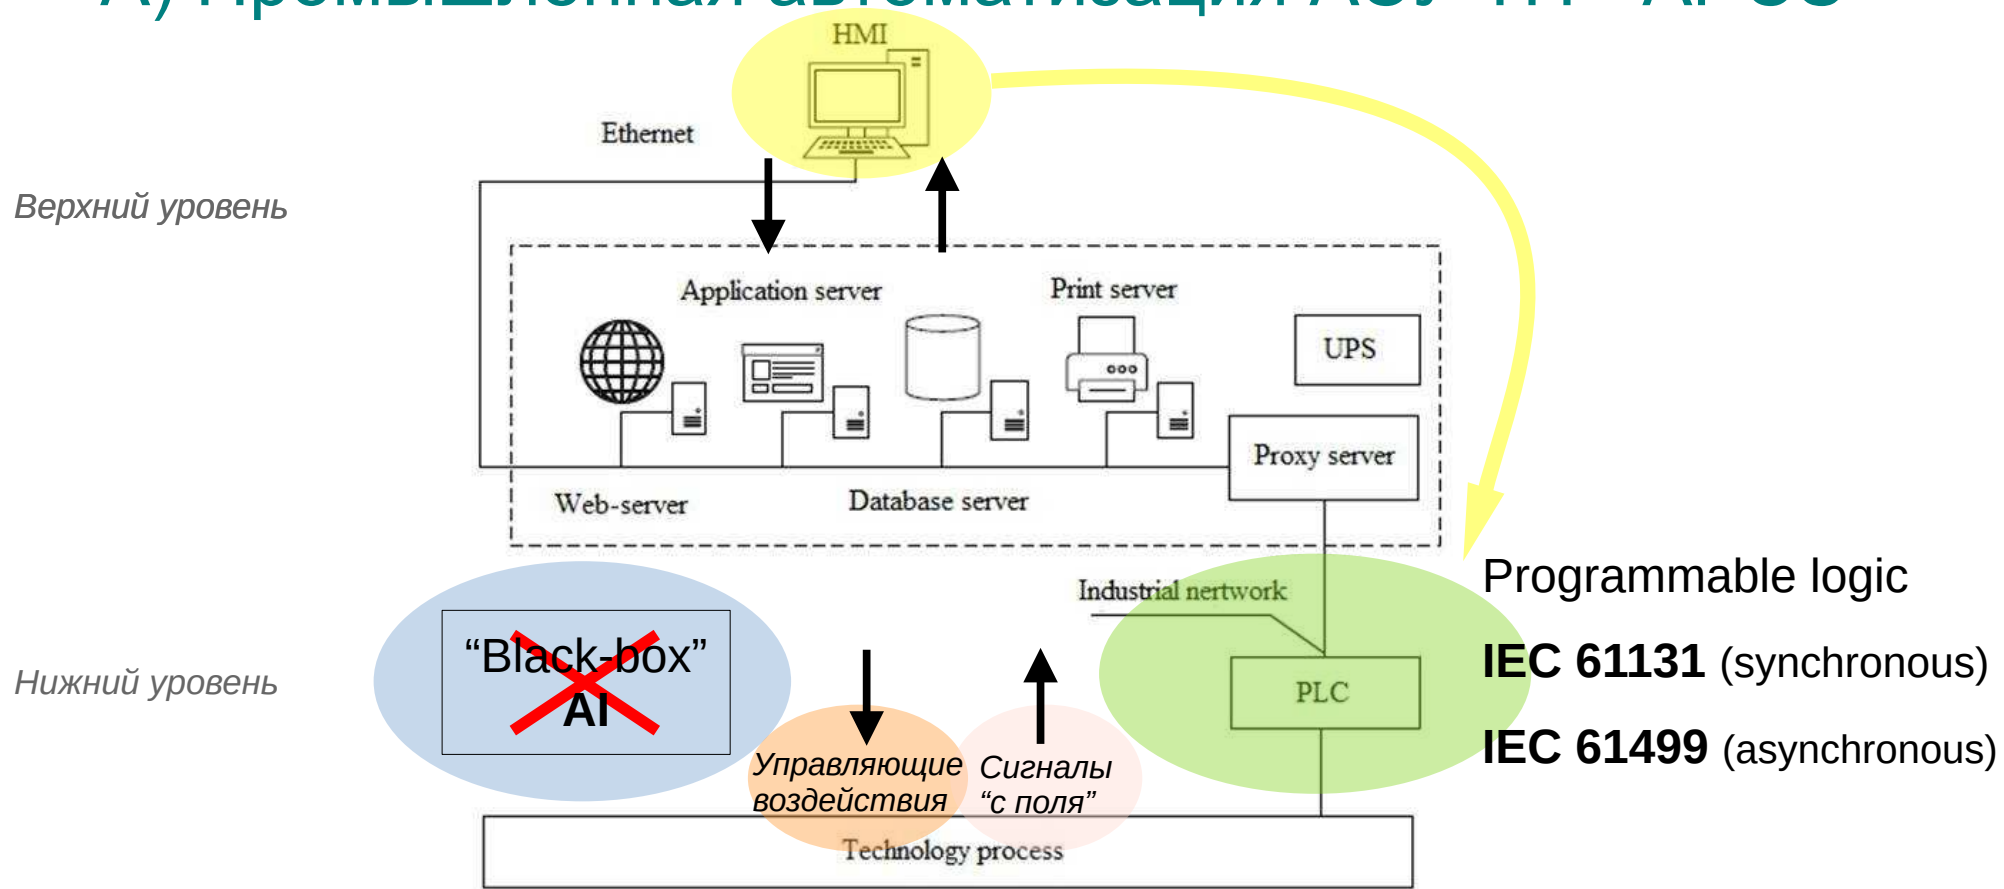 HMI
Ethernet
Верхний уровень
Application server
Print server
UPS
Proxy server
Web-server
Database server
Industrial nertwork
Programmable logic
“Black-box”
AI
IEC 61131 (synchronous)
Нижний уровень
PLC
IEC 61499 (asynchronous)
Управляющие
воздействия
Сигналы
“с поля”
Technology process